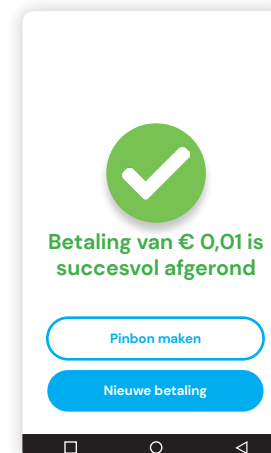 Betaling van € 0,01 is
succesvol afgerond
Pinbon maken
Nieuwe betaling